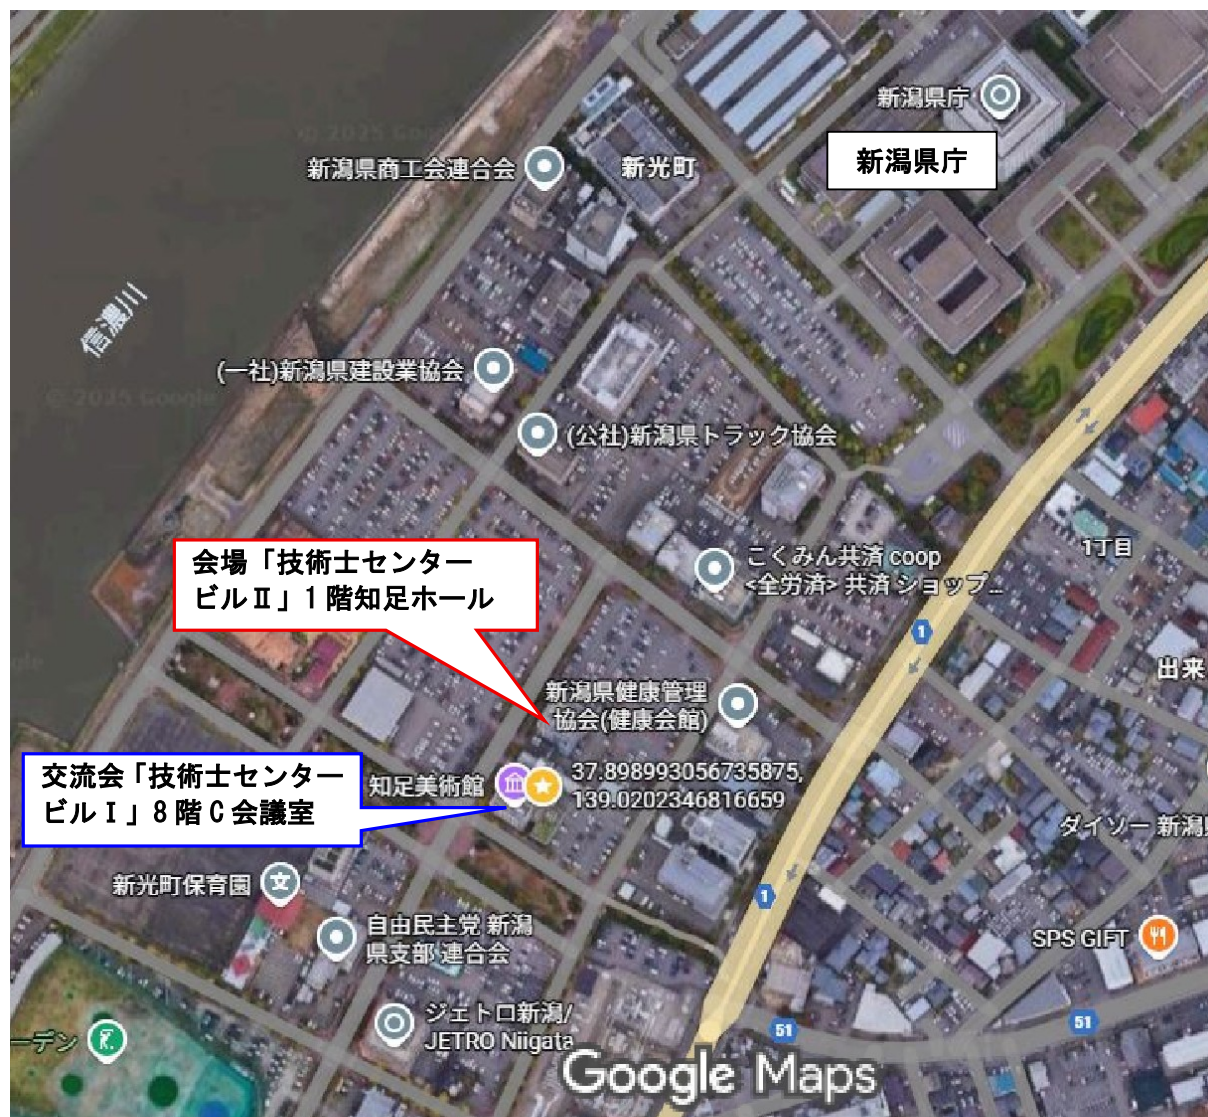 © 2025 Google
新潟県庁
新潟県庁
新潟県商工会連合会
新光町
信濃川
(一社)新潟県建設業協会
© 2025 Google
(公社)新潟県トラック協会
こくみん共済 coop
<全労済> 共済 ショップ...
1丁目
会場「技術士センター
ビルⅡ」1階知足ホール
1
出来
新潟県健康管理
協会(健康会館)
交流会「技術士センター
ビルⅠ」8階C会議室
知足美術館
37.898993056735875,
139.0202346816659
ダイソー 新潟
新光町保育園
文
1
自由民主党 新潟
県支部 連合会
SPS GIFT
ジェトロ新潟/
JETRO Niigata
ーデン
51
51
Google Maps